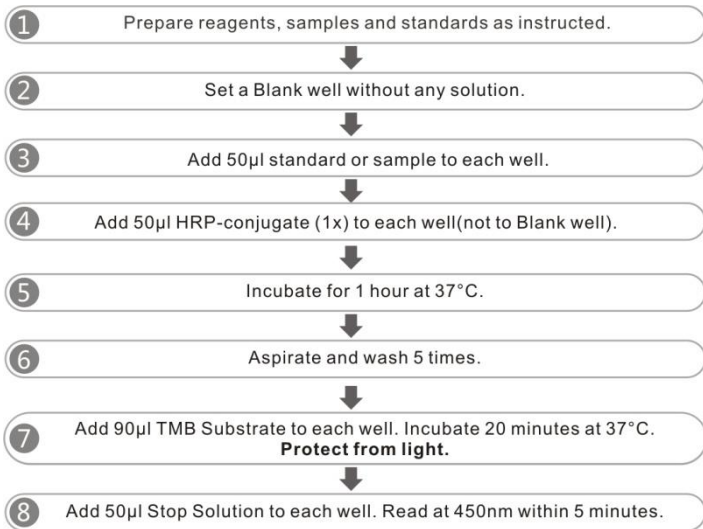 1 Prepare reagents, samples and standards as instructed.
2 Set a Blank well without any solution.
3 Add 50μl standard or sample to each well.
4 Add 50μl HRP-conjugate (1x) to each well(not to Blank well).
5 Incubate for 1 hour at 37°C.
6 Aspirate and wash 5 times.
7 Add 90μl TMB Substrate to each well. Incubate 20 minutes at 37°C.
Protect from light.
8 Add 50μl Stop Solution to each well. Read at 450nm within 5 minutes.